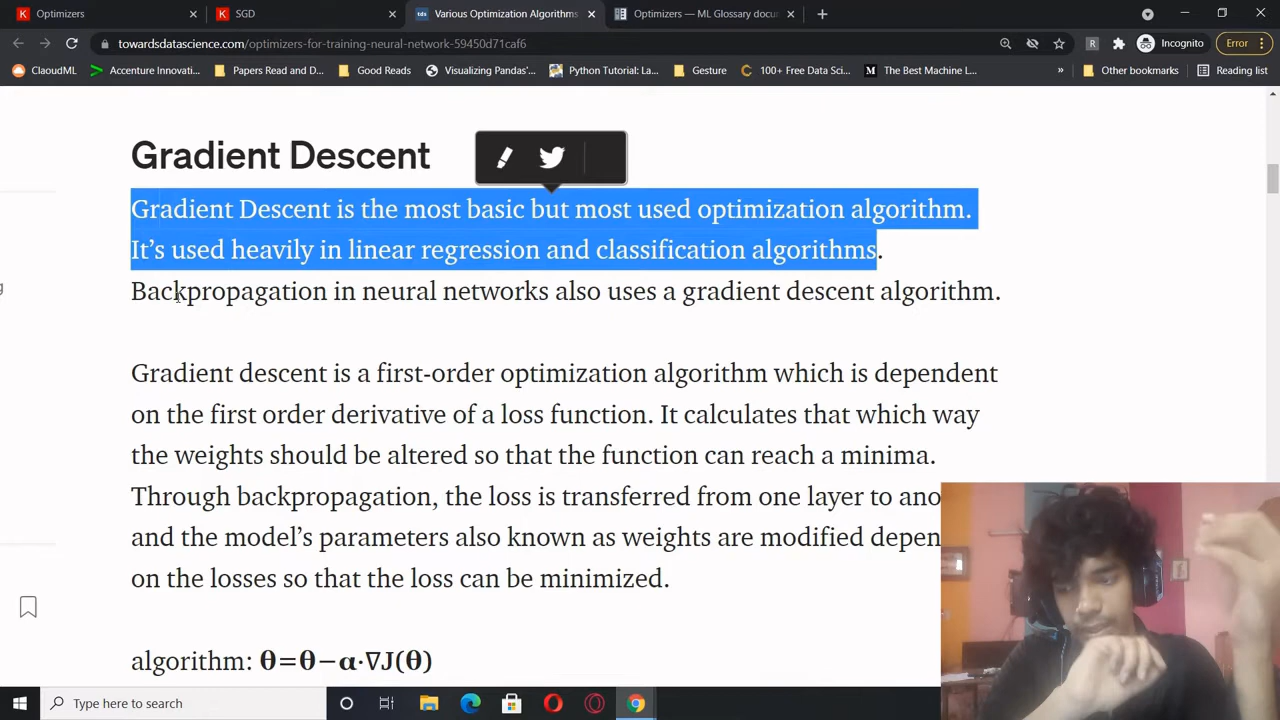 Optimizers
SGD
tds Various Optimization Algorithms
Optimizers — ML Glossary docu
towardsdatascience.com/optimizers-for-training-neural-network-59450d71caf6
R
Incognito
Error
ClaoudML
Accenture Innovati...
Papers Read and D...
Good Reads
Visualizing Pandas'...
Python Tutorial: La...
Gesture
100+ Free Data Sci...
M The Best Machine L...
»
Other bookmarks
Reading list
Gradient Descent
Gradient Descent is the most basic but most used optimization algorithm.
It’s used heavily in linear regression and classification algorithms.
Backpropagation in neural networks also uses a gradient descent algorithm.
Gradient descent is a first-order optimization algorithm which is dependent
on the first order derivative of a loss function. It calculates that which way
the weights should be altered so that the function can reach a minima.
Through backpropagation, the loss is transferred from one layer to ano
and the model’s parameters also known as weights are modified depen
on the losses so that the loss can be minimized.
algorithm: θ=θ−α⋅∇J(θ)
Type here to search